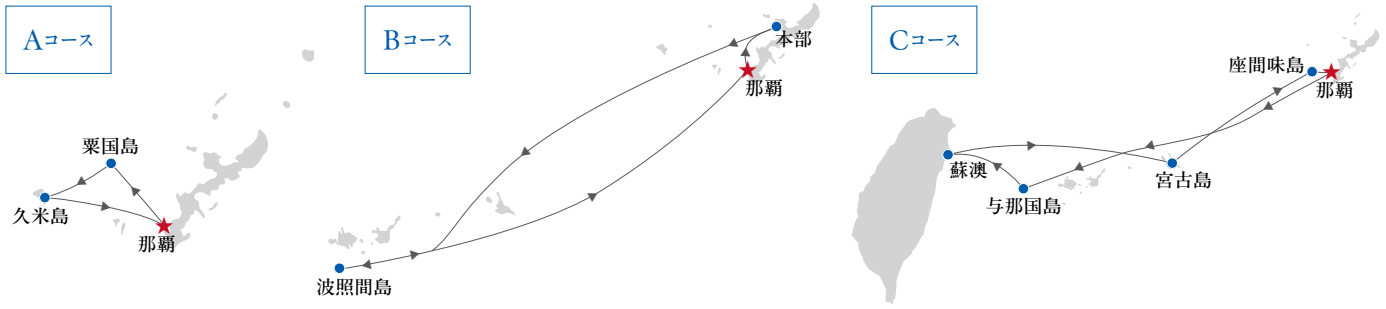 Aコース
粟国島
久米島
那覇
Bコース
本部
那覇
波照間島
Cコース
座間味島
那覇
蘇澳
宮古島
与那国島